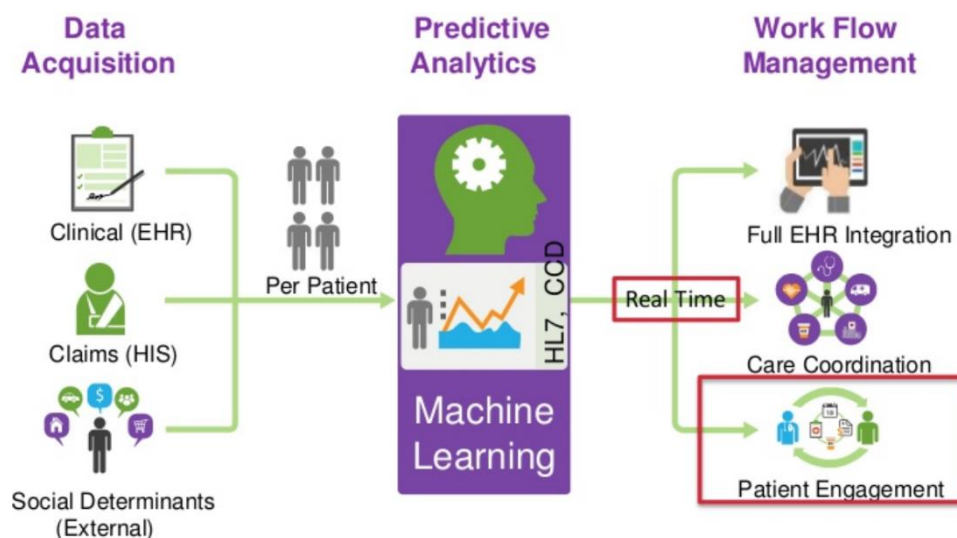 Data
Acquisition
Predictive
Analytics
Work Flow
Management
Clinical (EHR)
Claims (HIS)
$
Social Determinants
(External)
Per Patient
HL7, CCD
Machine
Learning
Real Time
Full EHR Integration
Care Coordination
18
Patient Engagement